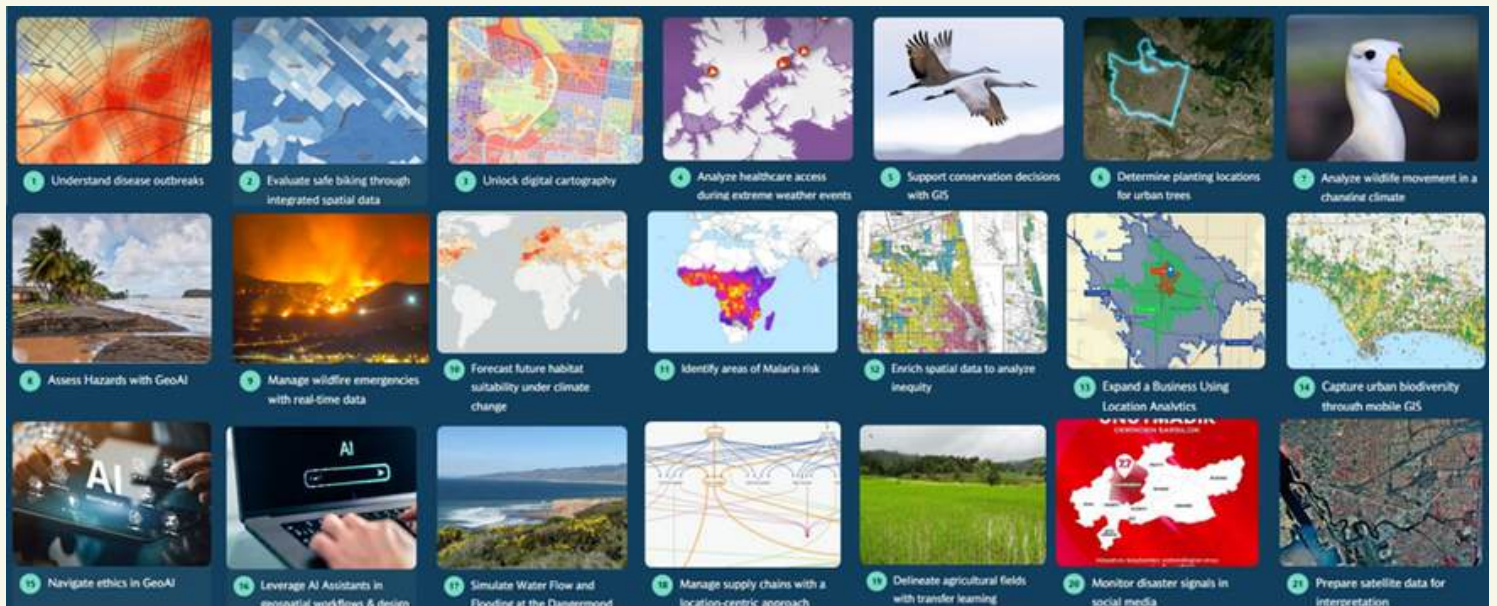 1 Understand disease outbreaks
2 Evaluate safe biking through
integrated spatial data
3 Unlock digital cartography
4 Analyze healthcare access
during extreme weather events
5 Support conservation decisions
with GIS
6 Determine planting locations
for urban trees
7 Analyze wildlife movement in a
changing climate
8 Assess Hazards with GeoAI
9 Manage wildfire emergencies
with real-time data
10 Forecast future habitat
suitability under climate
change
11 Identify areas of Malaria risk
12 Enrich spatial data to analyze
inequity
13 Expand a Business Using
Location Analytics
14 Capture urban biodiversity
through mobile GIS
AI
15 Navigate ethics in GeoAI
AI
16 Leverage AI Assistants in
geospatial workflows & design
17 Simulate Water Flow and
Flooding at the Dangermond
18 Manage supply chains with a
location-centric approach
19 Delineate agricultural fields
with transfer learning
20 Monitor disaster signals in
social media
21 Prepare satellite data for
interpretation